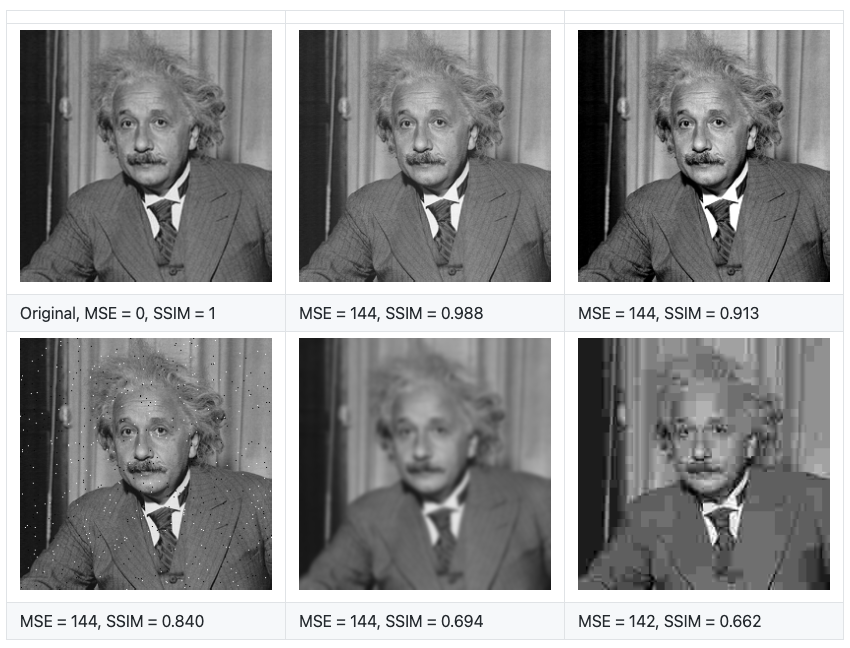 Original, MSE = 0, SSIM = 1
MSE = 144, SSIM = 0.988
MSE = 144, SSIM = 0.913
MSE = 144, SSIM = 0.840
MSE = 144, SSIM = 0.694
MSE = 142, SSIM = 0.662